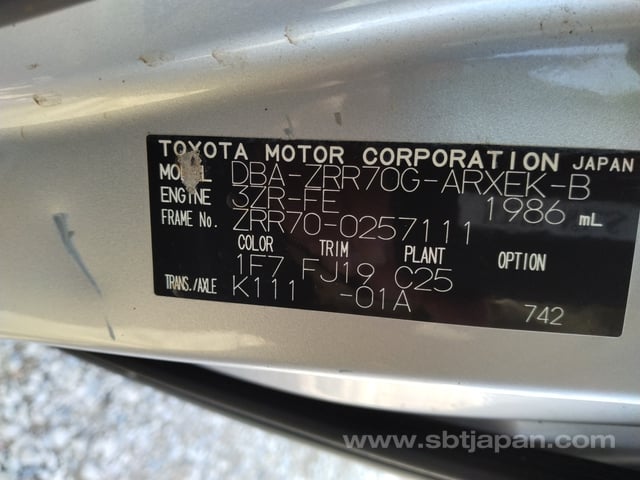 TOYOTA MOTOR CORPORATION JAPAN
MODEL DBA-ZRR70G-ARXEK-B
ENGINE 3ZR-FE 1986 mL
FRAME No. ZRR70-0257111
COLOR TRIM PLANT OPTION
1F7 FJ19 C25
TRANS./AXLE K111 -01A
742
www.sbtjapan.com